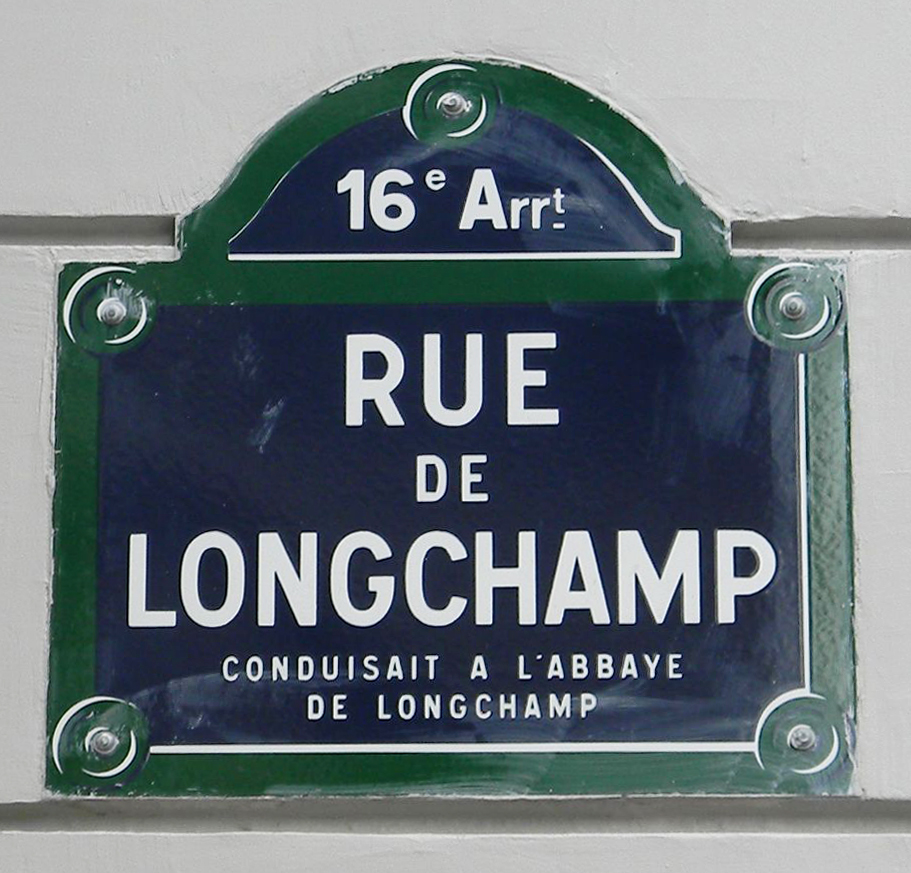 16e Arrt
RUE
DE
LONGCHAMP
CONDUISAIT A L'ABBAYE
DE LONGCHAMP